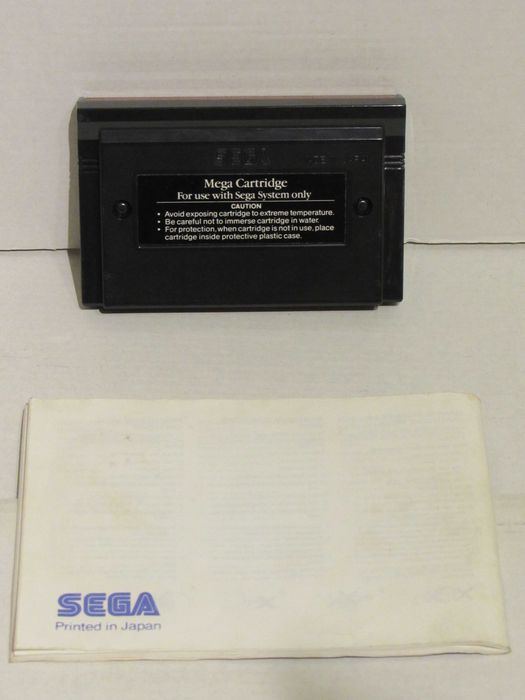 SEGA
Mega Cartridge
For use with Sega System only
CAUTION
• Avoid exposing cartridge to extreme temperature.
• Be careful not to immerse cartridge in water.
• For protection, when cartridge is not in use, place
cartridge inside protective plastic case.
SEGA
Printed in Japan